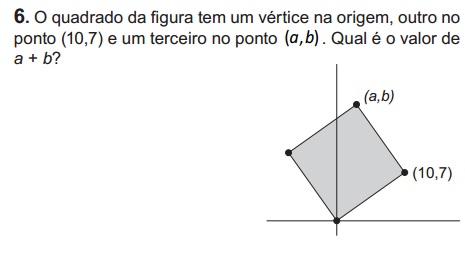 6. O quadrado da figura tem um vértice na origem, outro no
ponto (10,7) e um terceiro no ponto (a,b). Qual é o valor de
a + b?
(a,b)
(10,7)